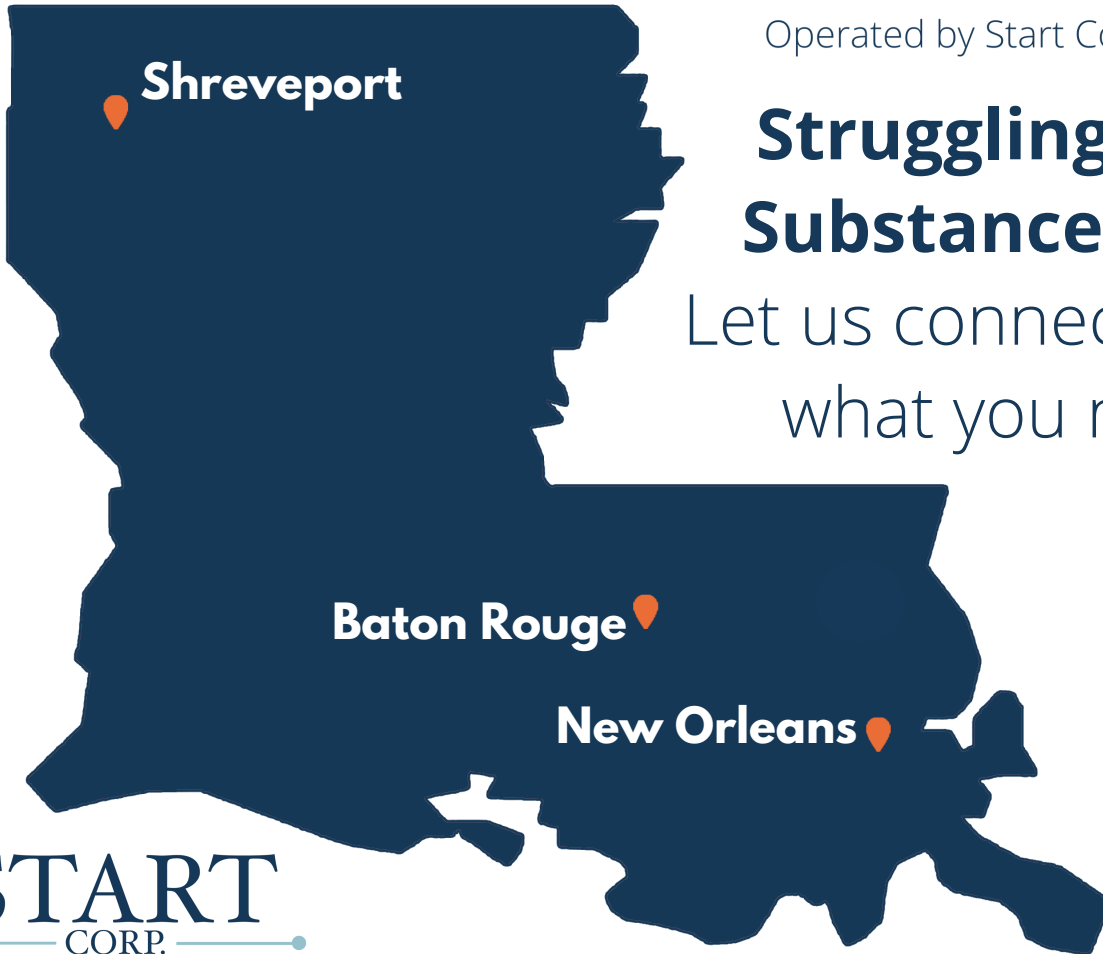 Operated by Start Co
Struggling
Substance
Let us connec
what you
Shreveport
Baton Rouge
New Orleans
START
CORP.